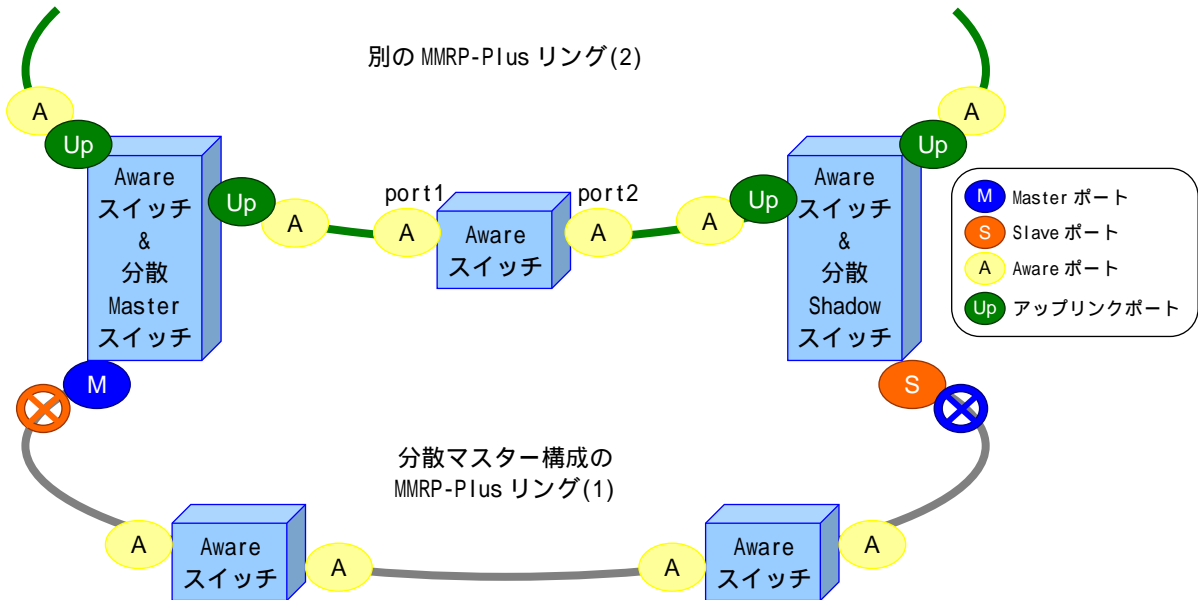 別の MMRP-Plus リング(2)
A
Up
Up
A
Aware
スイッチ
&
分散
Master
スイッチ
Up
A
port1
A
Aware
スイッチ
port2
A
A
Up
Aware
スイッチ
&
分散
Shadow
スイッチ
M Master ポート
S Slave ポート
A Aware ポート
Up アップリンクポート
M
S
分散マスター構成の
MMRP-Plus リング(1)
A
Aware
スイッチ
A
A
Aware
スイッチ
A